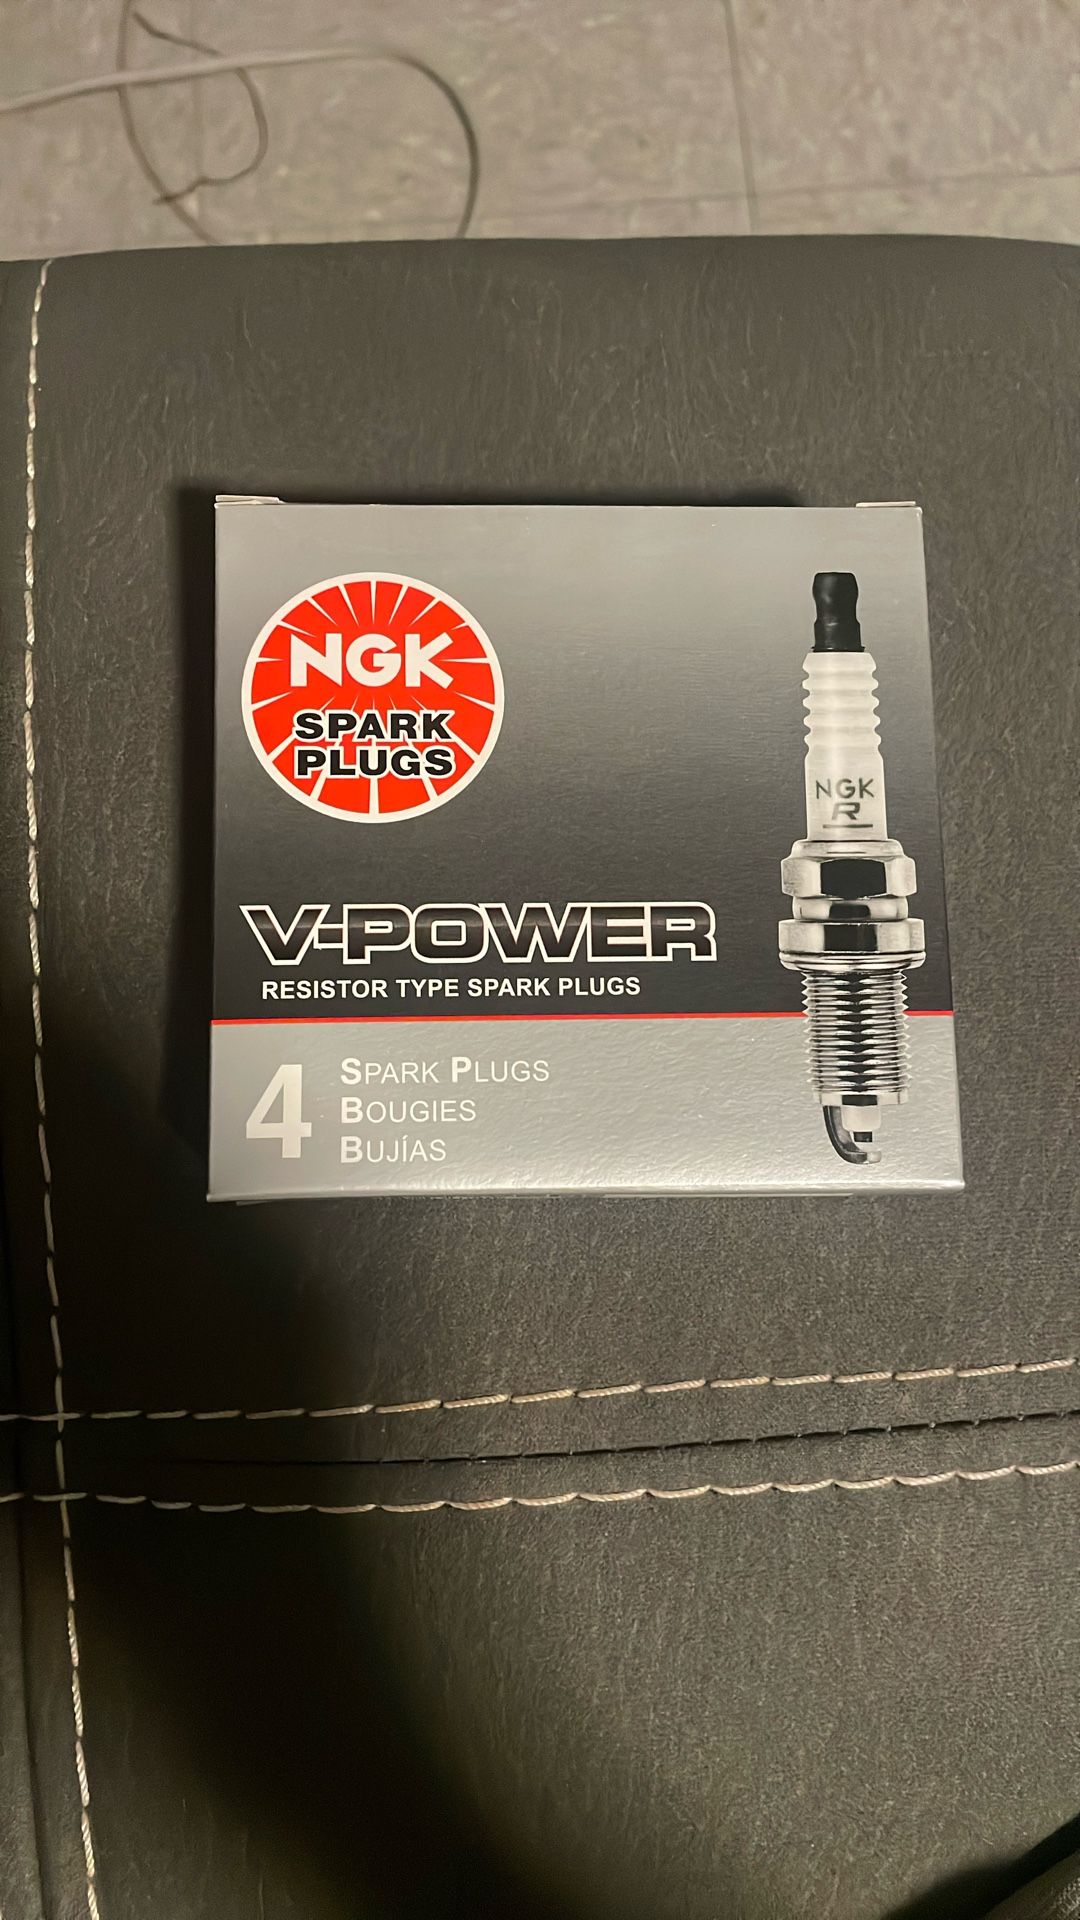 NGK
SPARK
PLUGS
NGK
R
V-POWER
RESISTOR TYPE SPARK PLUGS
4
SPARK PLUGS
BOUGIES
BUJÍAS